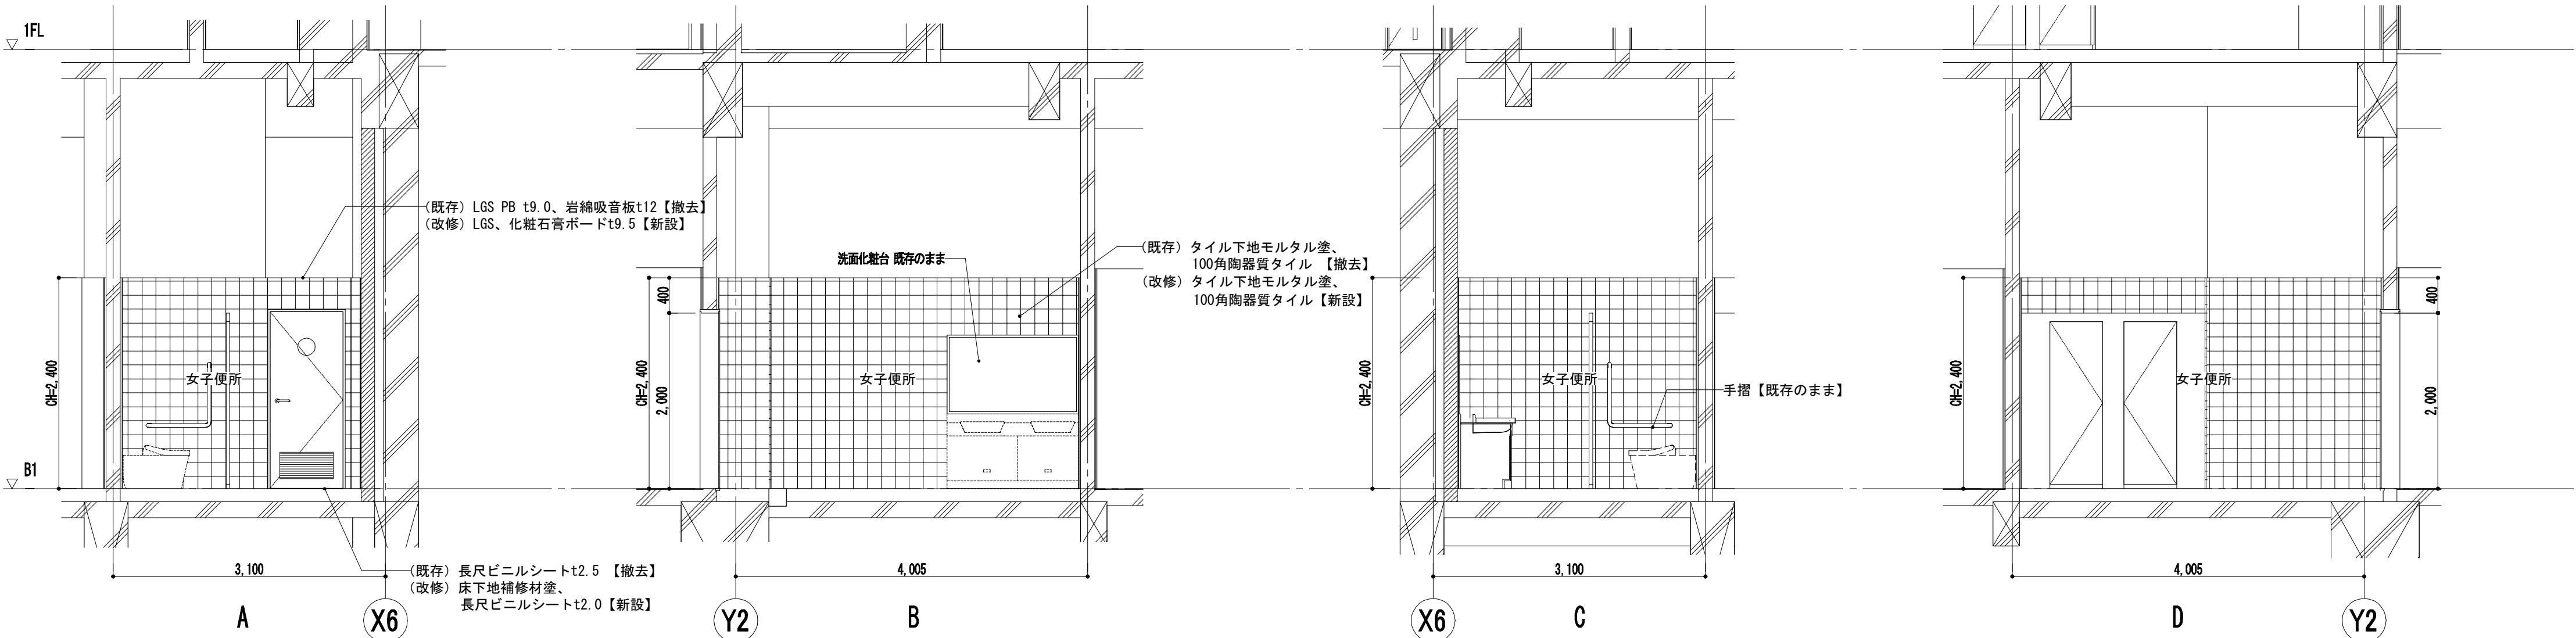 1FL
(既存) LGS PB t9.0、岩綿吸音板t12【撤去】
(改修) LGS、化粧石膏ボードt9.5【新設】
CH=2,400
女子便所
B1
3,100
(既存) 長尺ビニルシートt2.5 【撤去】
(改修) 床下地補修材塗、
長尺ビニルシートt2.0【新設】
A
X6
洗面化粧台 既存のまま
(既存) タイル下地モルタル塗、
100角陶器質タイル 【撤去】
(改修) タイル下地モルタル塗、
100角陶器質タイル【新設】
400
CH=2,400
2,000
女子便所
4,005
Y2
B
CH=2,400
女子便所
手摺【既存のまま】
3,100
X6
C
400
CH=2,400
女子便所
2,000
4,005
D
Y2